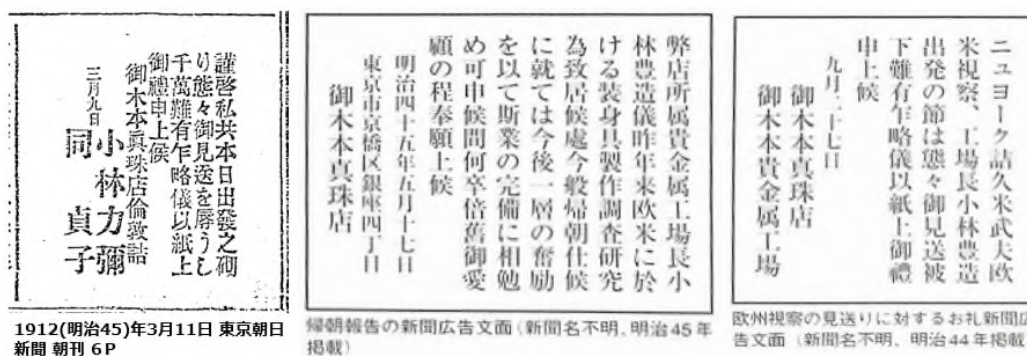 謹啓私共本日出發之砌
り態々御見送を辱うし
千萬難有乍略儀以紙上
御禮申上候
御木本眞珠店倫敦詰
三月九日
小林力彌
同 貞子
1912(明治45)年3月11日 東京朝日
新聞 朝刊 6P
弊店所属貴金属工場長小
林豊造儀昨年来欧米に於
ける装身具製作調査研究
為致居候處今般帰朝仕候
に就ては今後一層の奮励
を以て斯業の完備に相勉
め可申候間何卒倍舊御愛
顧の程奉願上候
明治四十五年五月十七日
東京市京橋区銀座四丁目
御木本真珠店
帰朝報告の新聞広告文面(新聞名不明、明治45年
掲載)
ニュヨーク詰久米武夫欧
米視察、工場長小林豊造
出発の節は態々御見送被
下難有乍略儀以紙上御禮
申上候
九月二十七日
御木本真珠店
御木本貴金属工場
欧州視察の見送りに対するお礼新聞広
告文面(新聞名不明、明治44年掲載